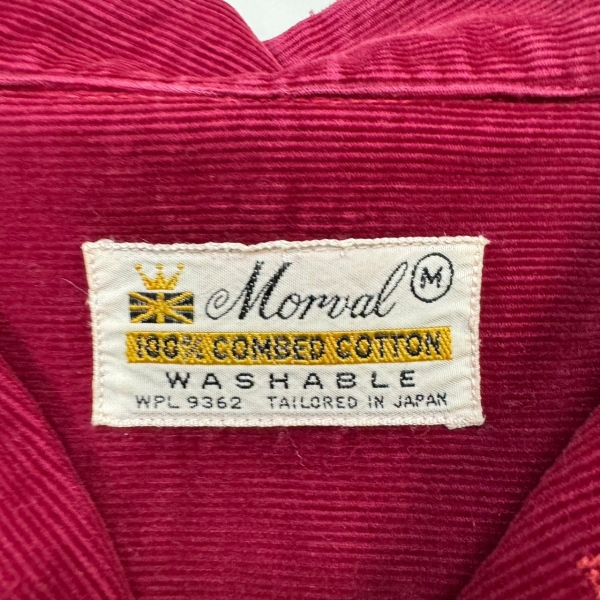 Morval M
100% COMBED COTTON
WASHABLE
WPL 9362 TAILORED IN JAPAN